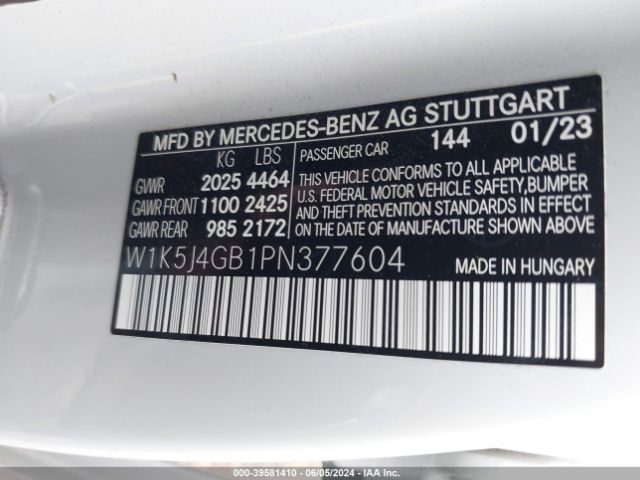 MFD BY MERCEDES-BENZ AG STUTTGART
KG LBS PASSENGER CAR 144 01/23
GVWR 2025 4464
GAWR FRONT 1100 2425
GAWR REAR 985 2172
THIS VEHICLE CONFORMS TO ALL APPLICABLE
U.S. FEDERAL MOTOR VEHICLE SAFETY, BUMPER
AND THEFT PREVENTION STANDARDS IN EFFECT
ON THE DATE OF MANUFACTURE SHOWN ABOVE
W1K5J4GB1PN377604 MADE IN HUNGARY
000-39581410 - 06/05/2024 - IAA Inc.